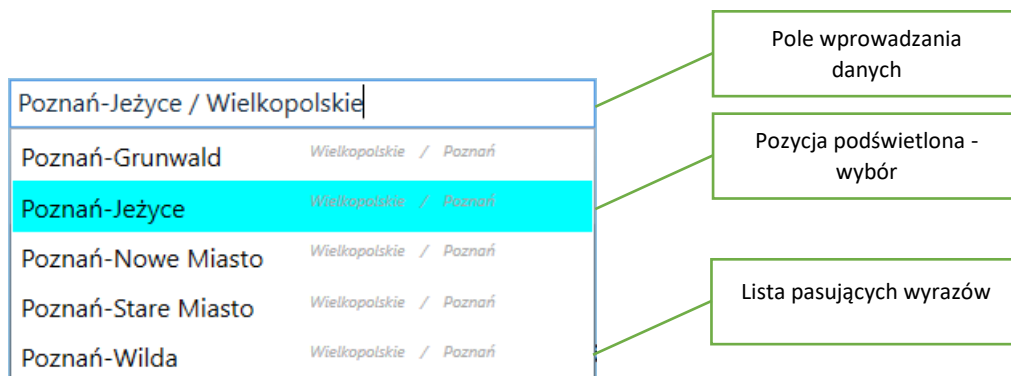 Pole wprowadzania
danych
Poznań-Jeżyce / Wielkopolskie
Pozycja podświetlona -
wybór
Poznań-Grunwald Wielkopolskie / Poznań
Poznań-Jeżyce Wielkopolskie / Poznań
Poznań-Nowe Miasto Wielkopolskie / Poznań
Poznań-Stare Miasto Wielkopolskie / Poznań
Lista pasujących wyrazów
Poznań-Wilda Wielkopolskie / Poznań